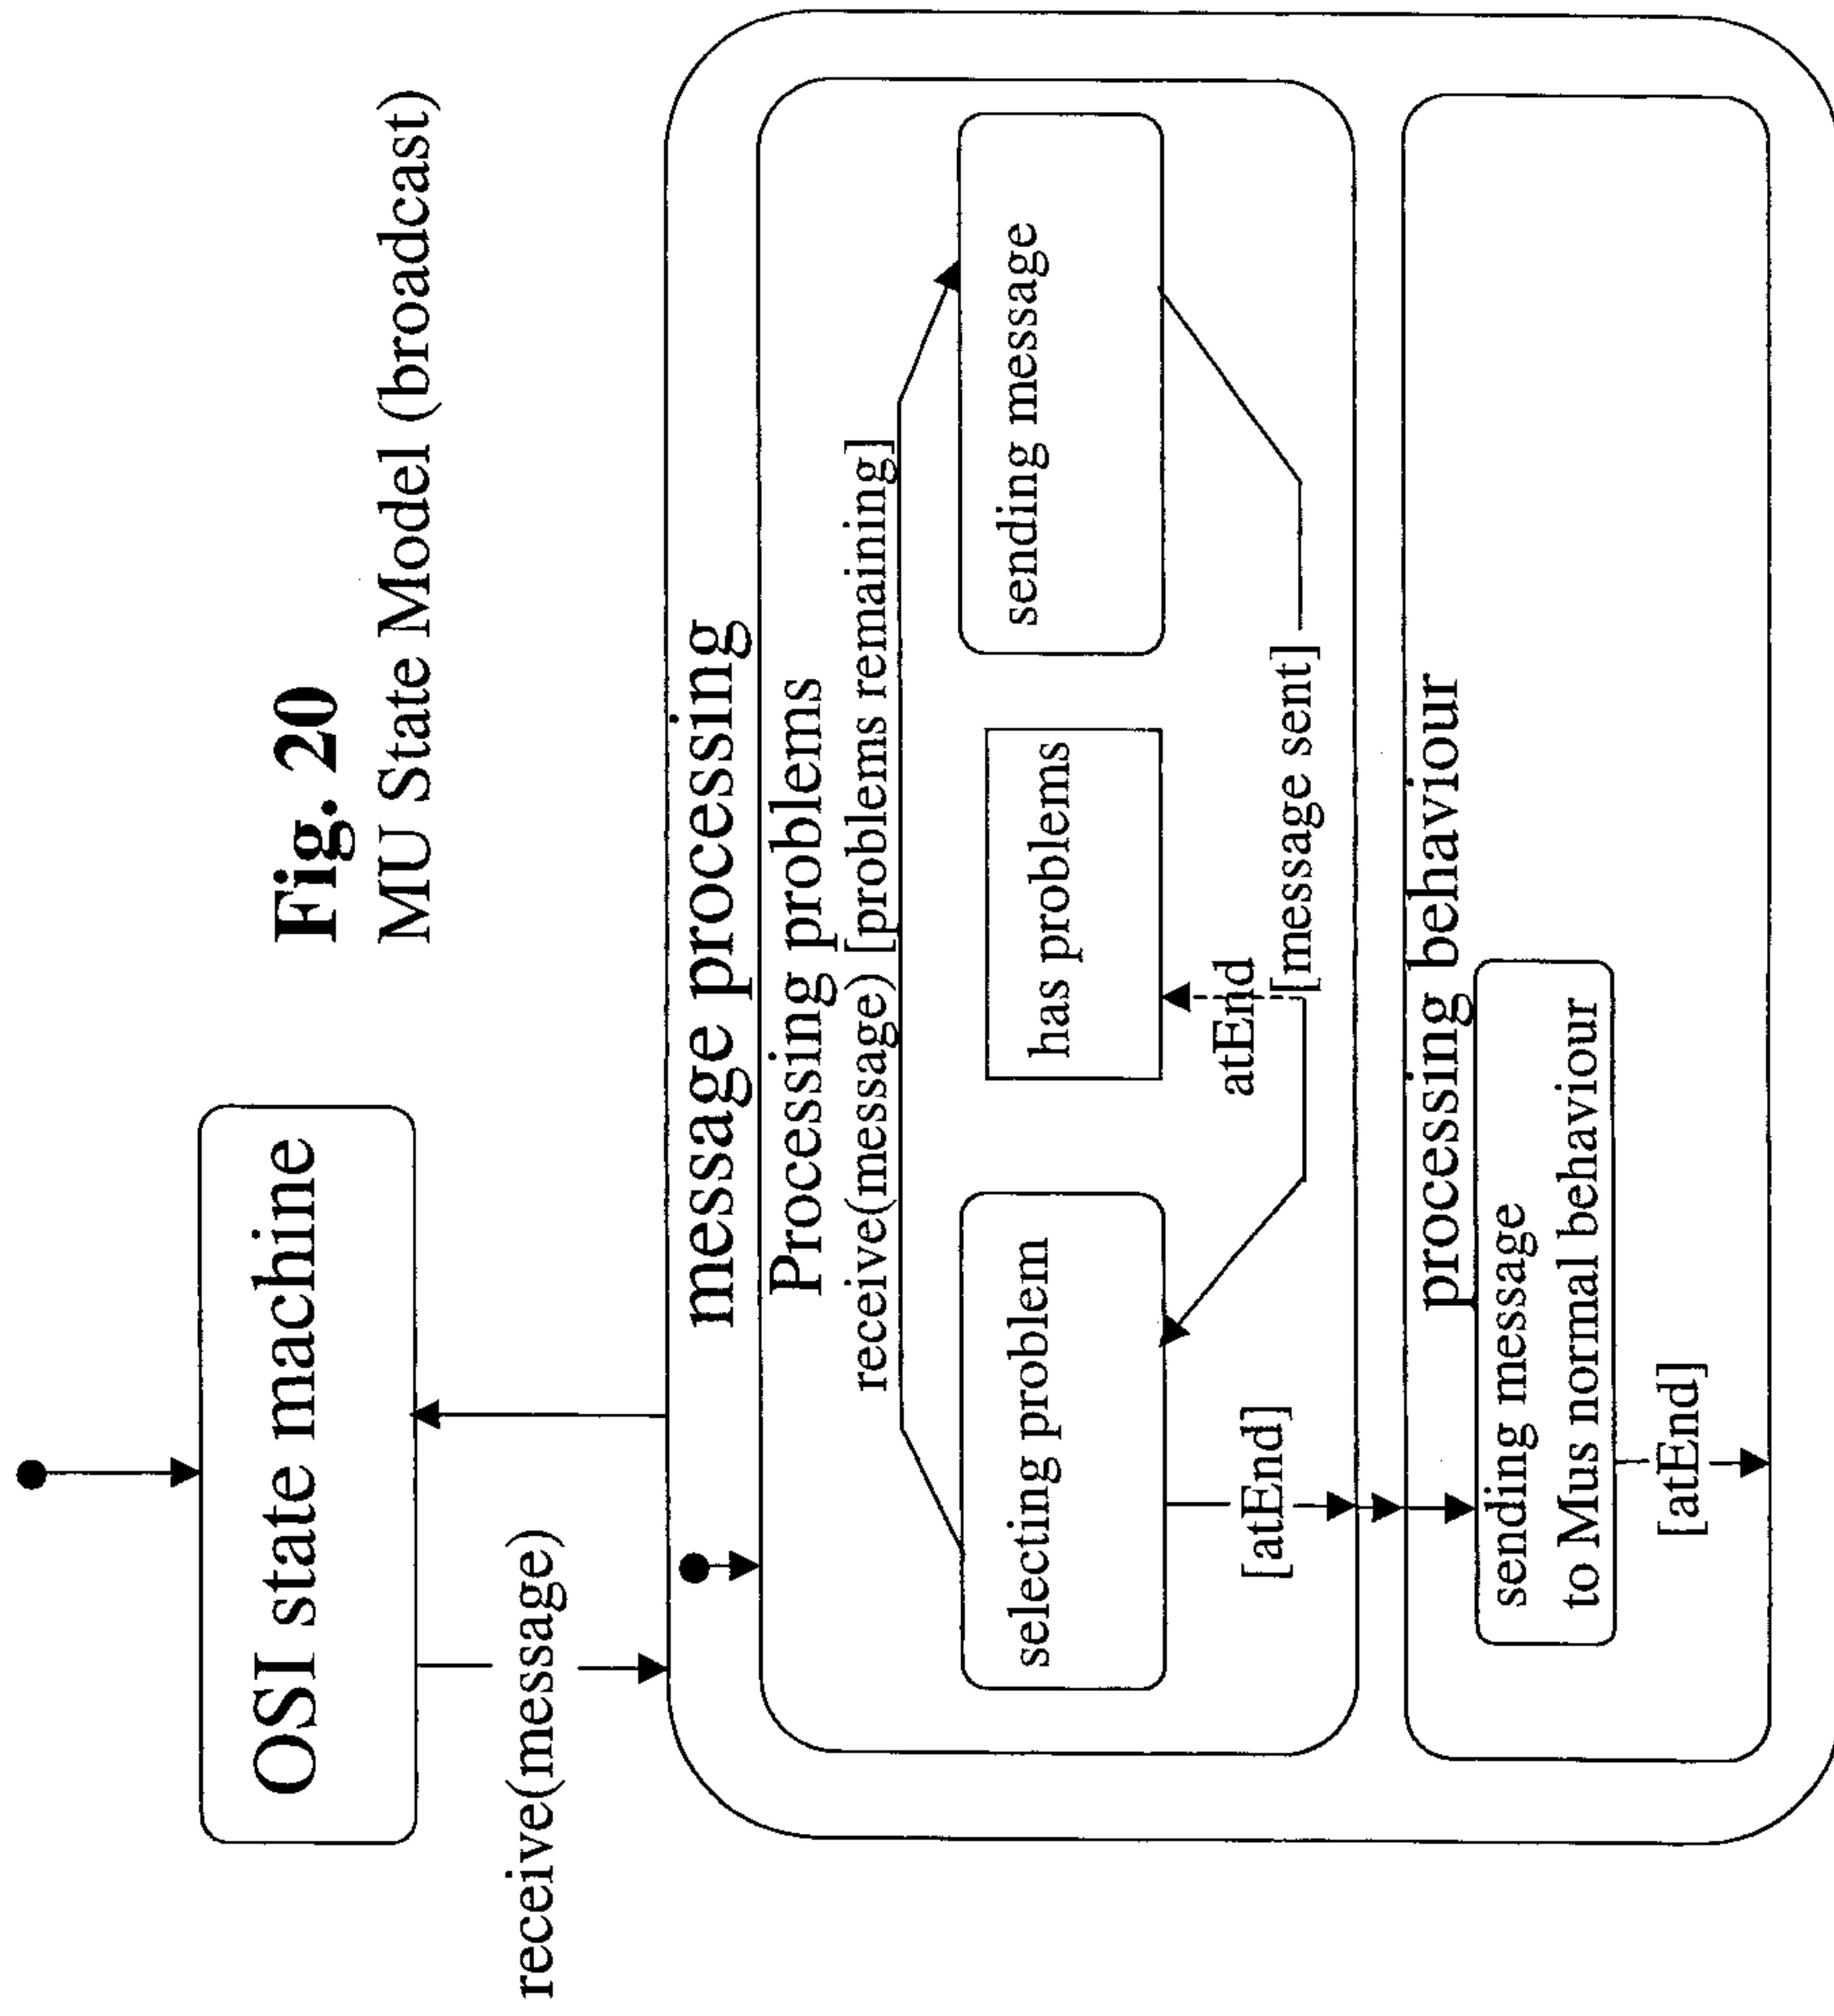 Fig. 20
MU State Model (broadcast)
OSI state machine
receive(message)
message processing
Processing problems
receive(message) [problems remaining]
selecting problem
has problems
sending message
atEnd
[message sent]
[atEnd]
processing behaviour
sending message
to Mus normal behaviour
[atEnd]